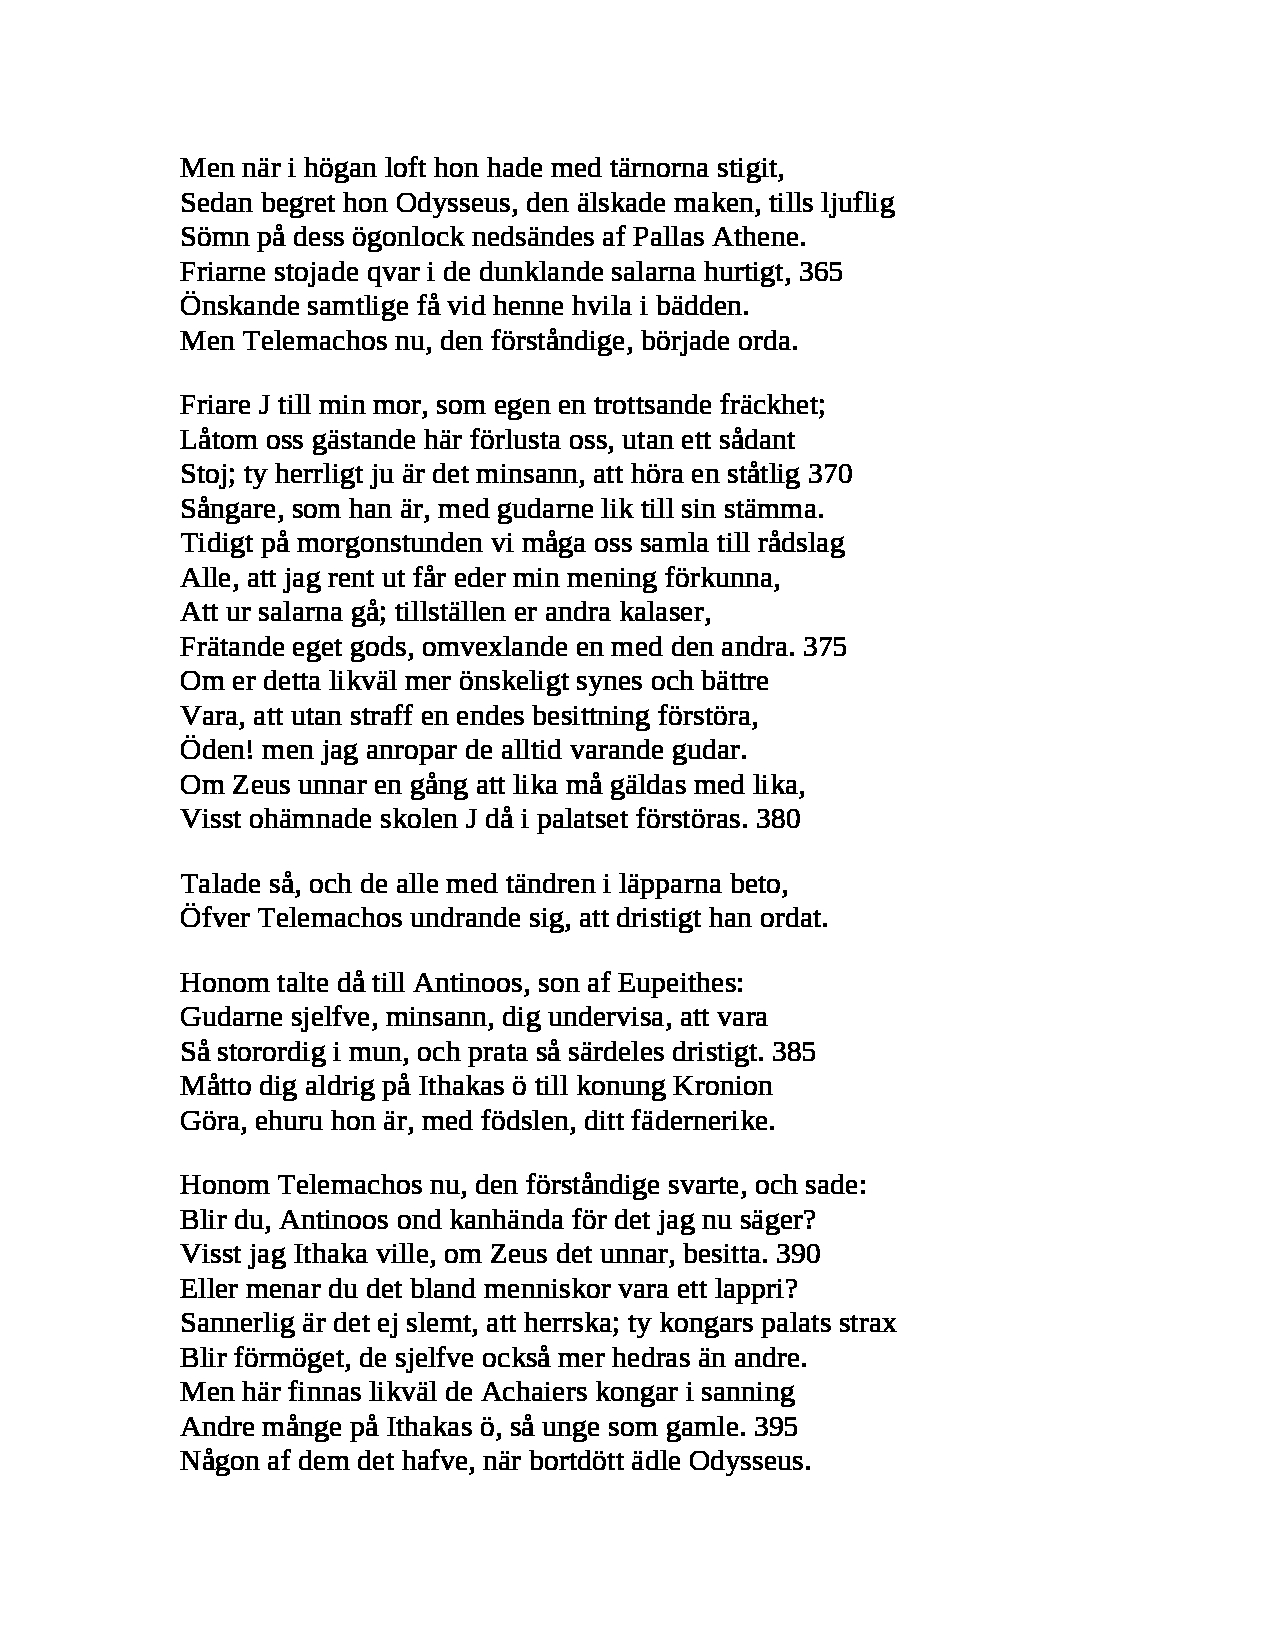 Men när i högan loft hon hade med tärnorna stigit,
Sedan begret hon Odysseus, den älskade maken, tills ljuflig
Sömn på dess ögonlock nedsändes af Pallas Athene.
Friarne stojade qvar i de dunklande salarna hurtigt, 365
Önskande samtlige få vid henne hvila i bädden.
Men Telemachos nu, den förståndige, började orda.
Friare J till min mor, som egen en trottsande fräckhet;
Låtom oss gästande här förlusta oss, utan ett sådant
Stoj; ty herrligt ju är det minsann, att höra en ståtlig 370
Sångare, som han är, med gudarne lik till sin stämma.
Tidigt på morgonstunden vi måga oss samla till rådslag
Alle, att jag rent ut får eder min mening förkunna,
Att ur salarna gå; tillställen er andra kalaser,
Frätande eget gods, omvexlande en med den andra. 375
Om er detta likväl mer önskeligt synes och bättre
Vara, att utan straff en endes besittning förstöra,
Öden! men jag anropar de alltid varande gudar.
Om Zeus unnar en gång att lika må gäldas med lika,
Visst ohämnade skolen J då i palatset förstöras. 380
Talade så, och de alle med tändren i läpparna beto,
Öfver Telemachos undrande sig, att dristigt han ordat.
Honom talte då till Antinoos, son af Eupeithes:
Gudarne sjelfve, minsann, dig undervisa, att vara
Så storordig i mun, och prata så särdeles dristigt. 385
Måtto dig aldrig på Ithakas ö till konung Kronion
Göra, ehuru hon är, med födslen, ditt fädernerike.
Honom Telemachos nu, den förståndige svarte, och sade:
Blir du, Antinoos ond kanhända för det jag nu säger?
Visst jag Ithaka ville, om Zeus det unnar, besitta. 390
Eller menar du det bland menniskor vara ett lappri?
Sannerlig är det ej slemt, att herrska; ty kongars palats strax
Blir förmöget, de sjelfve också mer hedras än andre.
Men här finnas likväl de Achaiers kongar i sanning
Andre månge på Ithakas ö, så unge som gamle. 395
Någon af dem det hafve, när bortdött ädle Odysseus.